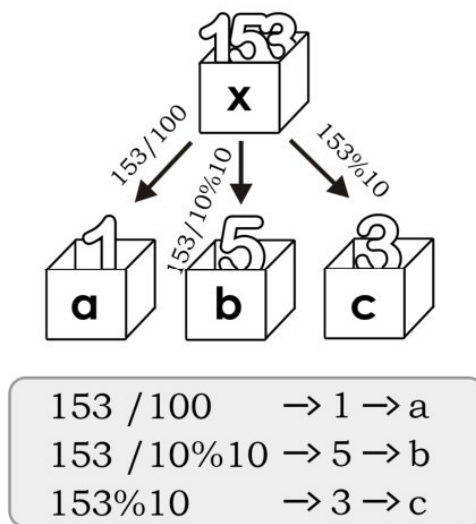 153
x
153/100
153/10%10
153%10
1
5
3
a
b
c
153 /100 → 1 → a
153 /10%10 → 5 → b
153%10 → 3 → c